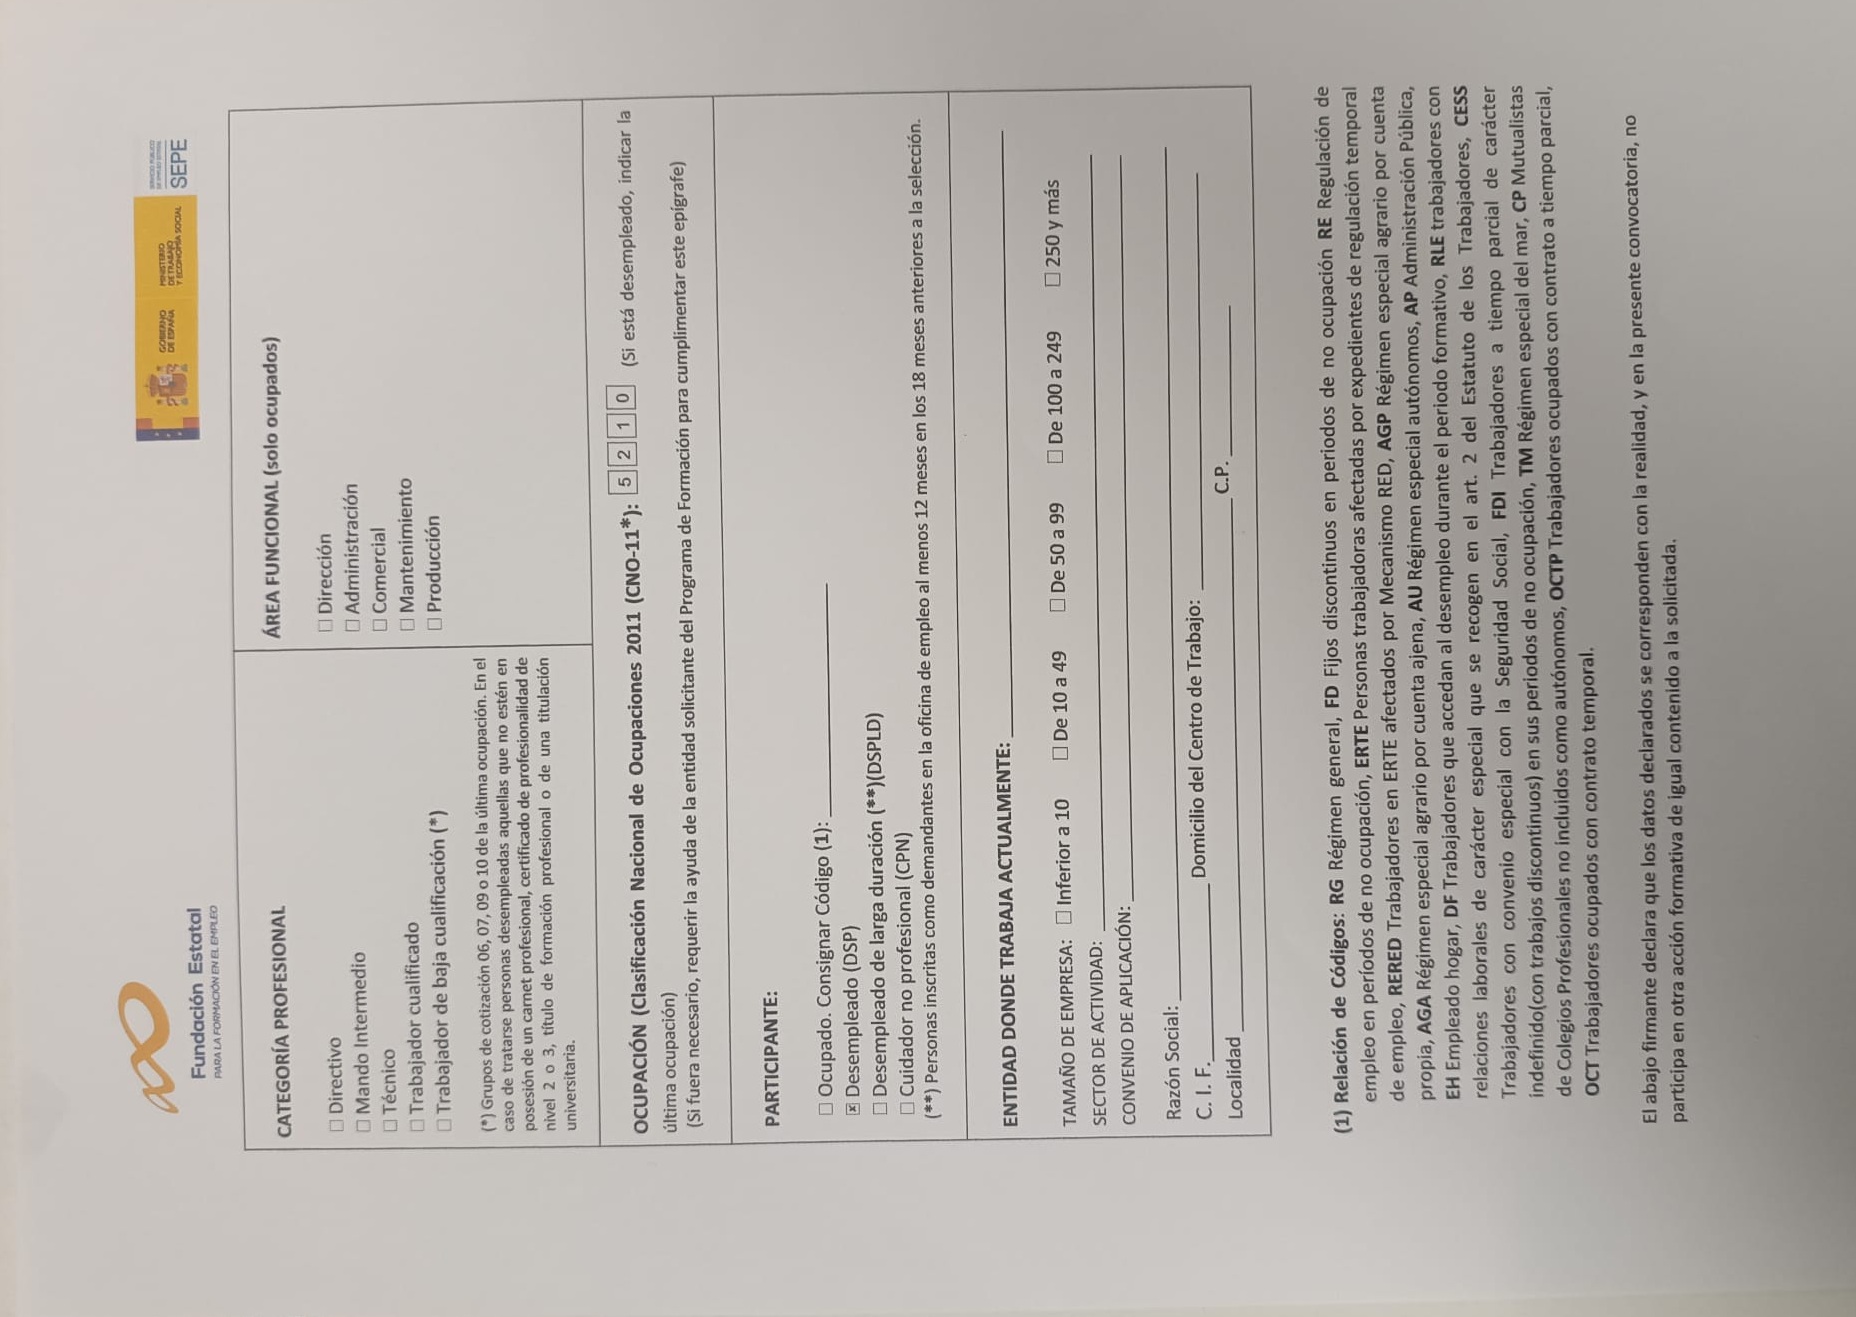 Fundación Estatal
PARA LA FORMACIÓN EN EL EMPLEO
GOBIERNO
DE ESPAÑA
MINISTERIO
DE TRABAJO
Y ECONOMÍA SOCIAL
SERVICIO PÚBLICO
DE EMPLEO ESTATAL
SEPE
CATEGORÍA PROFESIONAL
☐ Directivo
☐ Mando Intermedio
☐ Técnico
☐ Trabajador cualificado
☐ Trabajador de baja cualificación (*)
(*) Grupos de cotización 06, 07, 09 o 10 de la última ocupación. En el
caso de tratarse personas desempleadas aquellas que no estén en
posesión de un carnet profesional, certificado de profesionalidad de
nivel 2 o 3, título de formación profesional o de una titulación
universitaria.
ÁREA FUNCIONAL (solo ocupados)
☐ Dirección
☐ Administración
☐ Comercial
☐ Mantenimiento
☐ Producción
OCUPACIÓN (Clasificación Nacional de Ocupaciones 2011 (CNO-11*): 5 2 1 0 (Si está desempleado, indicar la
última ocupación)
(Si fuera necesario, requerir la ayuda de la entidad solicitante del Programa de Formación para cumplimentar este epígrafe)
PARTICIPANTE:
☐ Ocupado. Consignar Código (1):
☒ Desempleado (DSP)
☐ Desempleado de larga duración (**)(DSPLD)
☐ Cuidador no profesional (CPN)
(**) Personas inscritas como demandantes en la oficina de empleo al menos 12 meses en los 18 meses anteriores a la selección.
ENTIDAD DONDE TRABAJA ACTUALMENTE:
TAMAÑO DE EMPRESA: ☐ Inferior a 10 ☐ De 10 a 49 ☐ De 50 a 99 ☐ De 100 a 249 ☐ 250 y más
SECTOR DE ACTIVIDAD:
CONVENIO DE APLICACIÓN:
Razón Social:
C. I. F. Domicilio del Centro de Trabajo:
Localidad C.P.
(1) Relación de Códigos: RG Régimen general, FD Fijos discontinuos en periodos de no ocupación RE Regulación de
empleo en períodos de no ocupación, ERTE Personas trabajadoras afectadas por expedientes de regulación temporal
de empleo, RERED Trabajadores en ERTE afectados por Mecanismo RED, AGP Régimen especial agrario por cuenta
propia, AGA Régimen especial agrario por cuenta ajena, AU Régimen especial autónomos, AP Administración Pública,
EH Empleado hogar, DF Trabajadores que accedan al desempleo durante el periodo formativo, RLE trabajadores con
relaciones laborales de carácter especial que se recogen en el art. 2 del Estatuto de los Trabajadores, CESS
Trabajadores con convenio especial con la Seguridad Social, FDI Trabajadores a tiempo parcial de carácter
indefinido(con trabajos discontinuos) en sus periodos de no ocupación, TM Régimen especial del mar, CP Mutualistas
de Colegios Profesionales no incluidos como autónomos, OCTP Trabajadores ocupados con contrato a tiempo parcial,
OCT Trabajadores ocupados con contrato temporal.
El abajo firmante declara que los datos declarados se corresponden con la realidad, y en la presente convocatoria, no
participa en otra acción formativa de igual contenido a la solicitada.